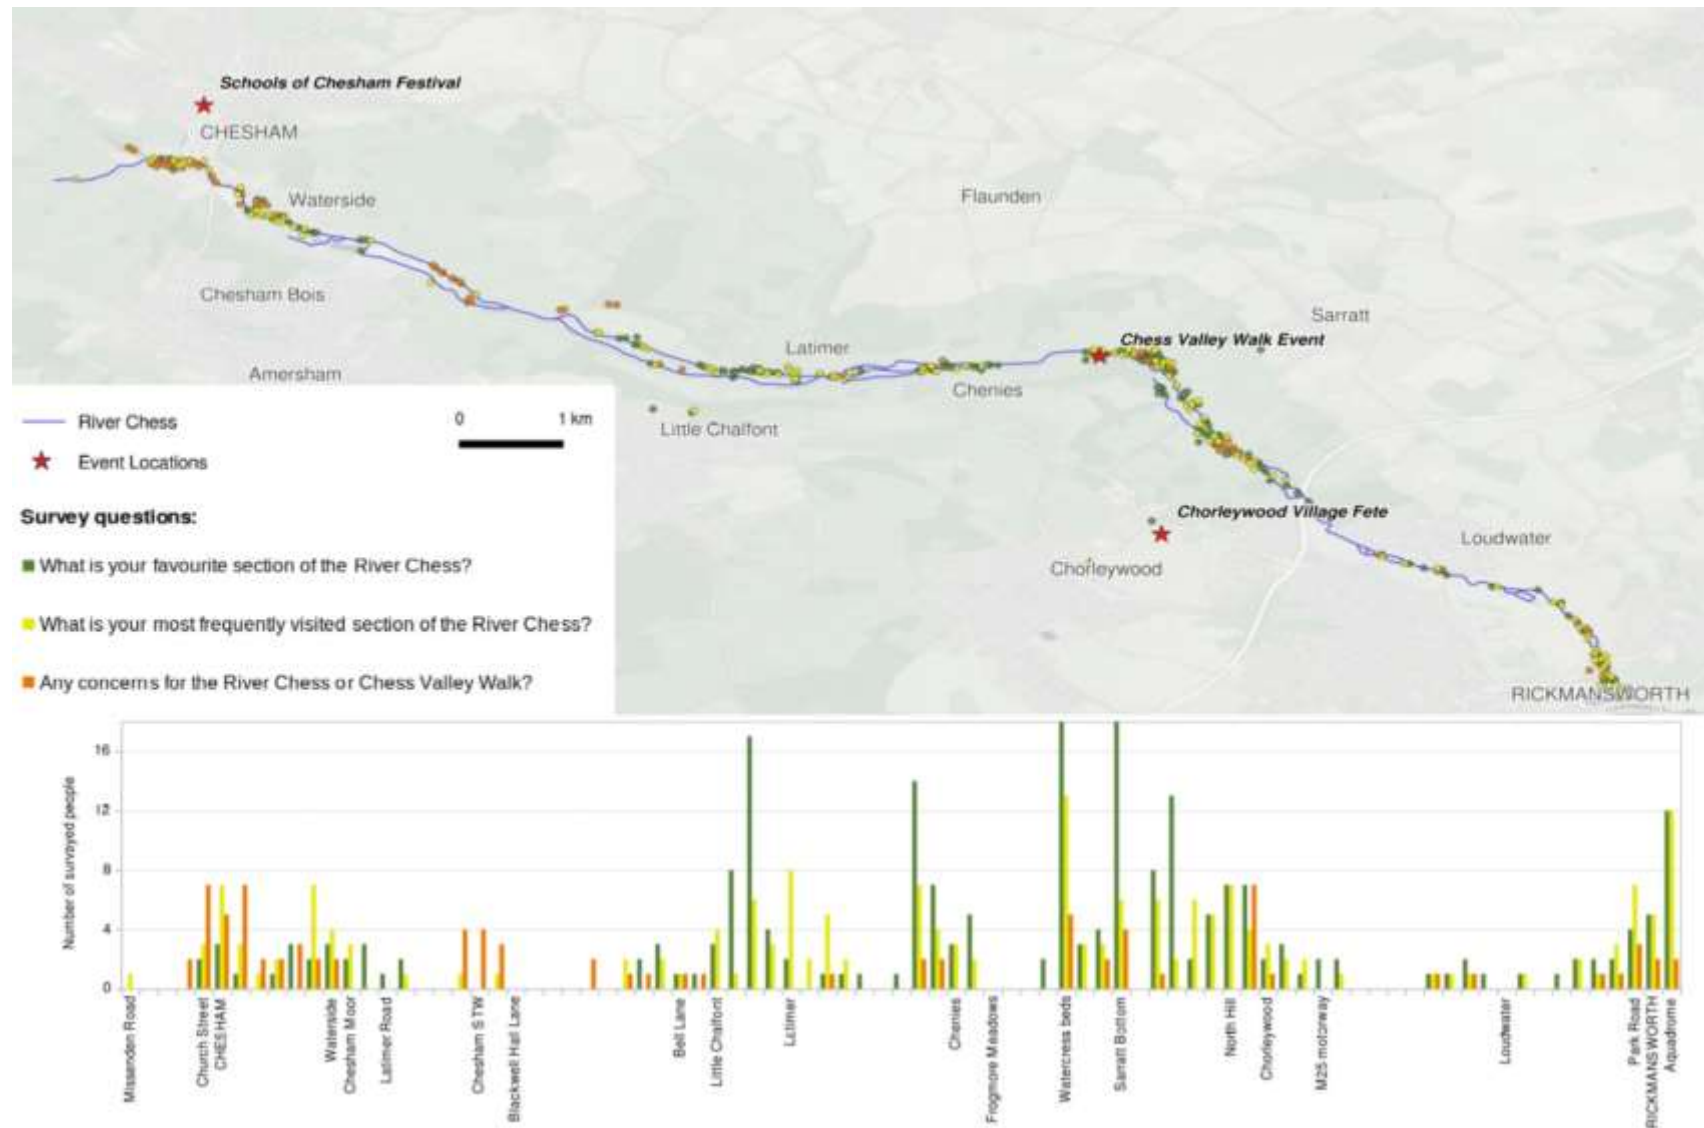 Schools of Chesham Festival
CHESHAM
Waterside
Flaunden
Chesham Bois
Sarratt
Chess Valley Walk Event
Latimer
Amersham
Chenies
Little Chalfont
River Chess
0 1 km
Event Locations
Survey questions:
What is your favourite section of the River Chess?
What is your most frequently visited section of the River Chess?
Any concerns for the River Chess or Chess Valley Walk?
Chorleywood Village Fete
Loudwater
Chorleywood
RICKMANSWORTH
Number of surveyed people
16
12
8
4
0
Missenden Road
Church Street
CHESHAM
Waterside
Chesham Moor
Latimer Road
Chesham STW
Blackwell Hall Lane
Bell Lane
Little Chalfont
Latimer
Chenies
Frogmore Meadows
Watercress beds
Sarratt Bottom
North Hill
Chorleywood
M25 motorway
Loudwater
Park Road
RICKMANSWORTH
Aquadrome